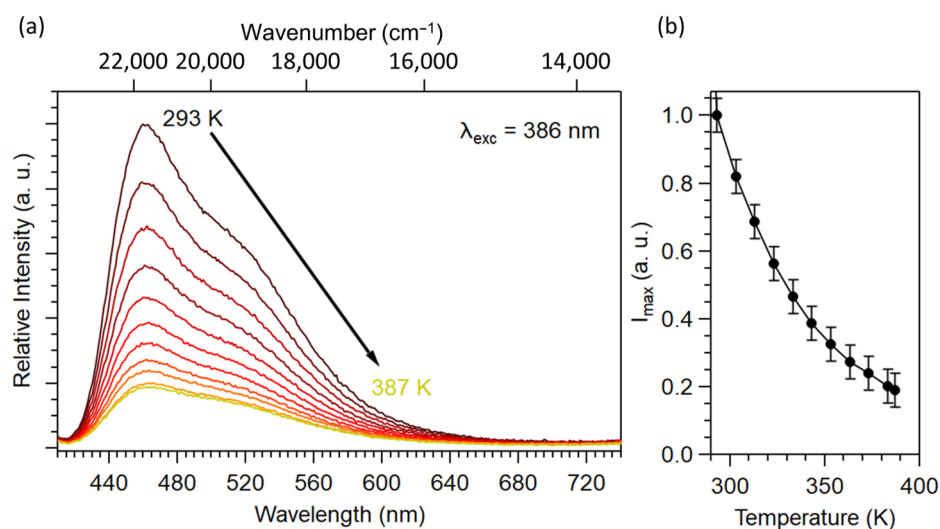 (a)
Wavenumber (cm⁻¹)
22,000 20,000 18,000 16,000 14,000
293 K
λexc = 386 nm
387 K
Relative Intensity (a. u.)
440 480 520 560 600 640 680 720
Wavelength (nm)
(b)
1.0
0.8
0.6
0.4
0.2
0.0
Imax (a. u.)
300 350 400
Temperature (K)